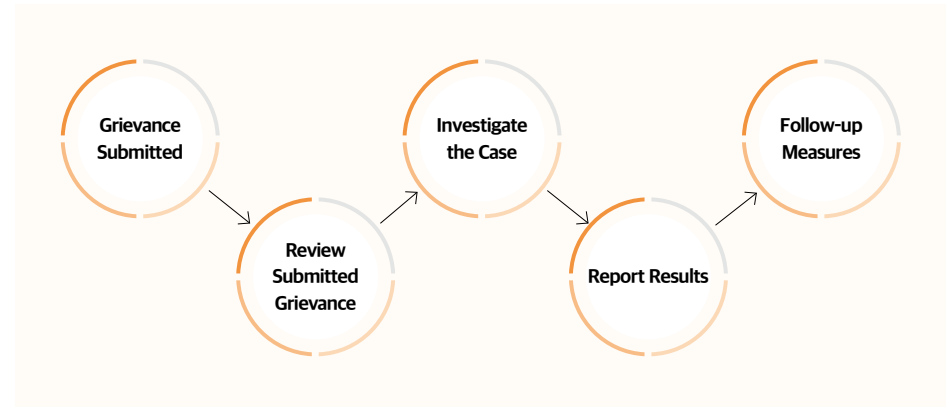 Grievance
Submitted
Review
Submitted
Grievance
Investigate
the Case
Report Results
Follow-up
Measures